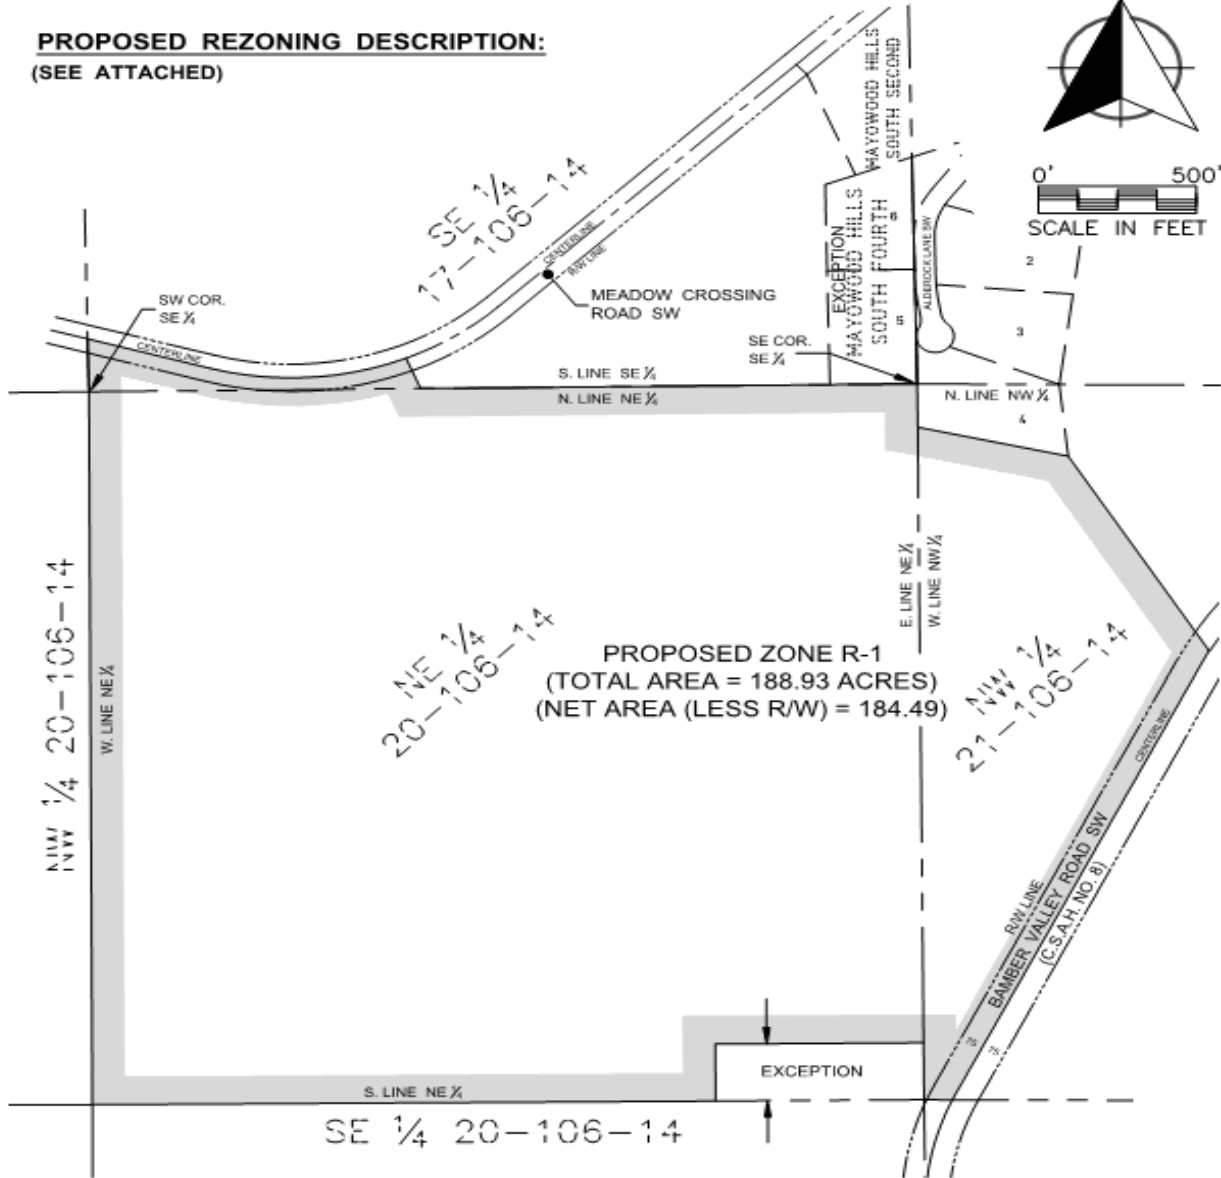 PROPOSED REZONING DESCRIPTION:
(SEE ATTACHED)
0' 500'
SCALE IN FEET
MAYOWOOD HILLS
SOUTH SECOND
SE 1/4
17-106-14
CENTERLINE
R/W LINE
MEADOW CROSSING
ROAD SW
EXCEPTION
MAYOWOOD HILLS
SOUTH FOURTH
6
5
ALDEROCK LANE SW
2
3
4
SW COR.
SE 1/4
CENTERLINE
SE COR.
SE 1/4
S. LINE SE 1/4
N. LINE NE 1/4
N. LINE NW 1/4
NW 1/4 20-106-14
W. LINE NE 1/4
NE 1/4
20-106-14
E. LINE NE 1/4
W. LINE NW 1/4
PROPOSED ZONE R-1
(TOTAL AREA = 188.93 ACRES)
(NET AREA (LESS R/W) = 184.49)
NW 1/4
21-106-14
CENTERLINE
R/W LINE
BAMBER VALLEY ROAD SW
(C.S.A.H. NO. 8)
75
75
EXCEPTION
S. LINE NE 1/4
SE 1/4 20-106-14